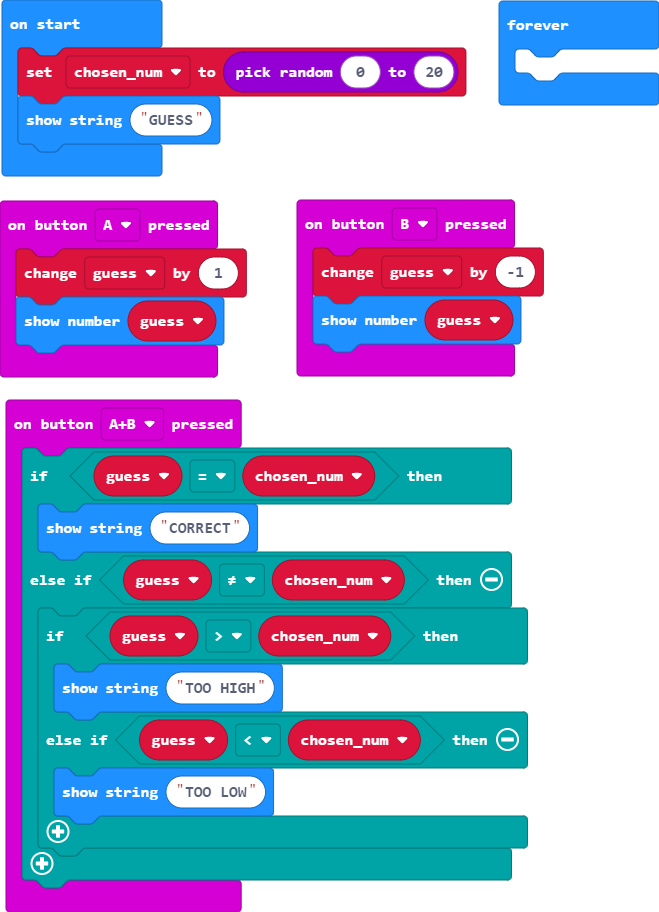 on start
set chosen_num to pick random 0 to 20
show string "GUESS"
forever
on button A pressed
change guess by 1
show number guess
on button B pressed
change guess by -1
show number guess
on button A+B pressed
if guess = chosen_num then
show string "CORRECT"
else if guess ≠ chosen_num then
if guess > chosen_num then
show string "TOO HIGH"
else if guess < chosen_num then
show string "TOO LOW"